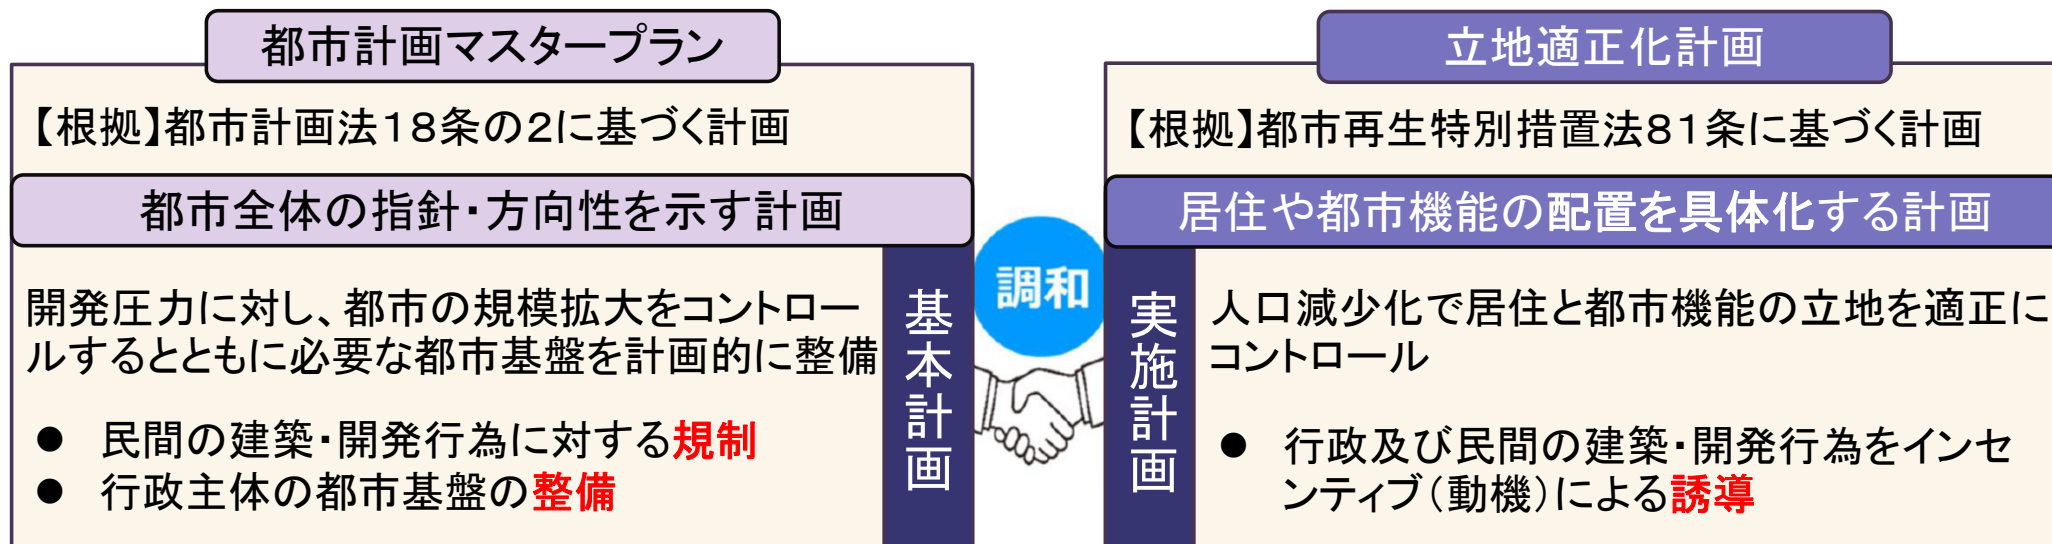 都市計画マスタープラン
【根拠】都市計画法18条の2に基づく計画
都市全体の指針・方向性を示す計画
開発圧力に対し、都市の規模拡大をコントロー
ルするとともに必要な都市基盤を計画的に整備
● 民間の建築・開発行為に対する規制
● 行政主体の都市基盤の整備
基本計画
調和
立地適正化計画
【根拠】都市再生特別措置法81条に基づく計画
居住や都市機能の配置を具体化する計画
実施計画
人口減少化で居住と都市機能の立地を適正に
コントロール
● 行政及び民間の建築・開発行為をインセ
ンティブ(動機)による誘導